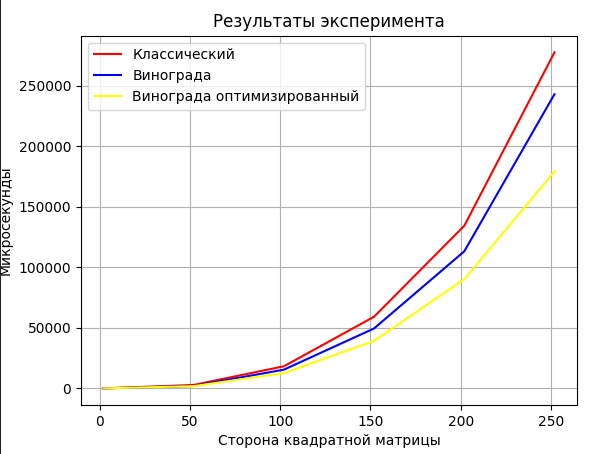 Результаты эксперимента
Классический
Винограда
Винограда оптимизированный
Микросекунды
250000
200000
150000
100000
50000
0
0 50 100 150 200 250
Сторона квадратной матрицы